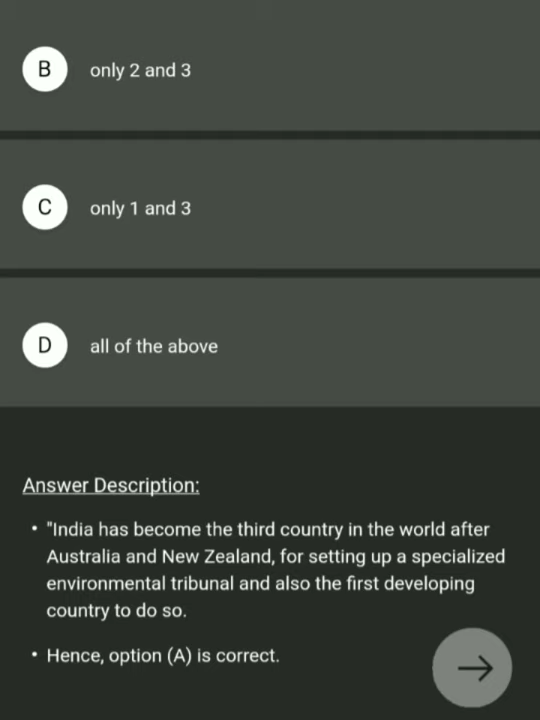 B only 2 and 3
C only 1 and 3
D all of the above
Answer Description:
• "India has become the third country in the world after
Australia and New Zealand, for setting up a specialized
environmental tribunal and also the first developing
country to do so.
• Hence, option (A) is correct.